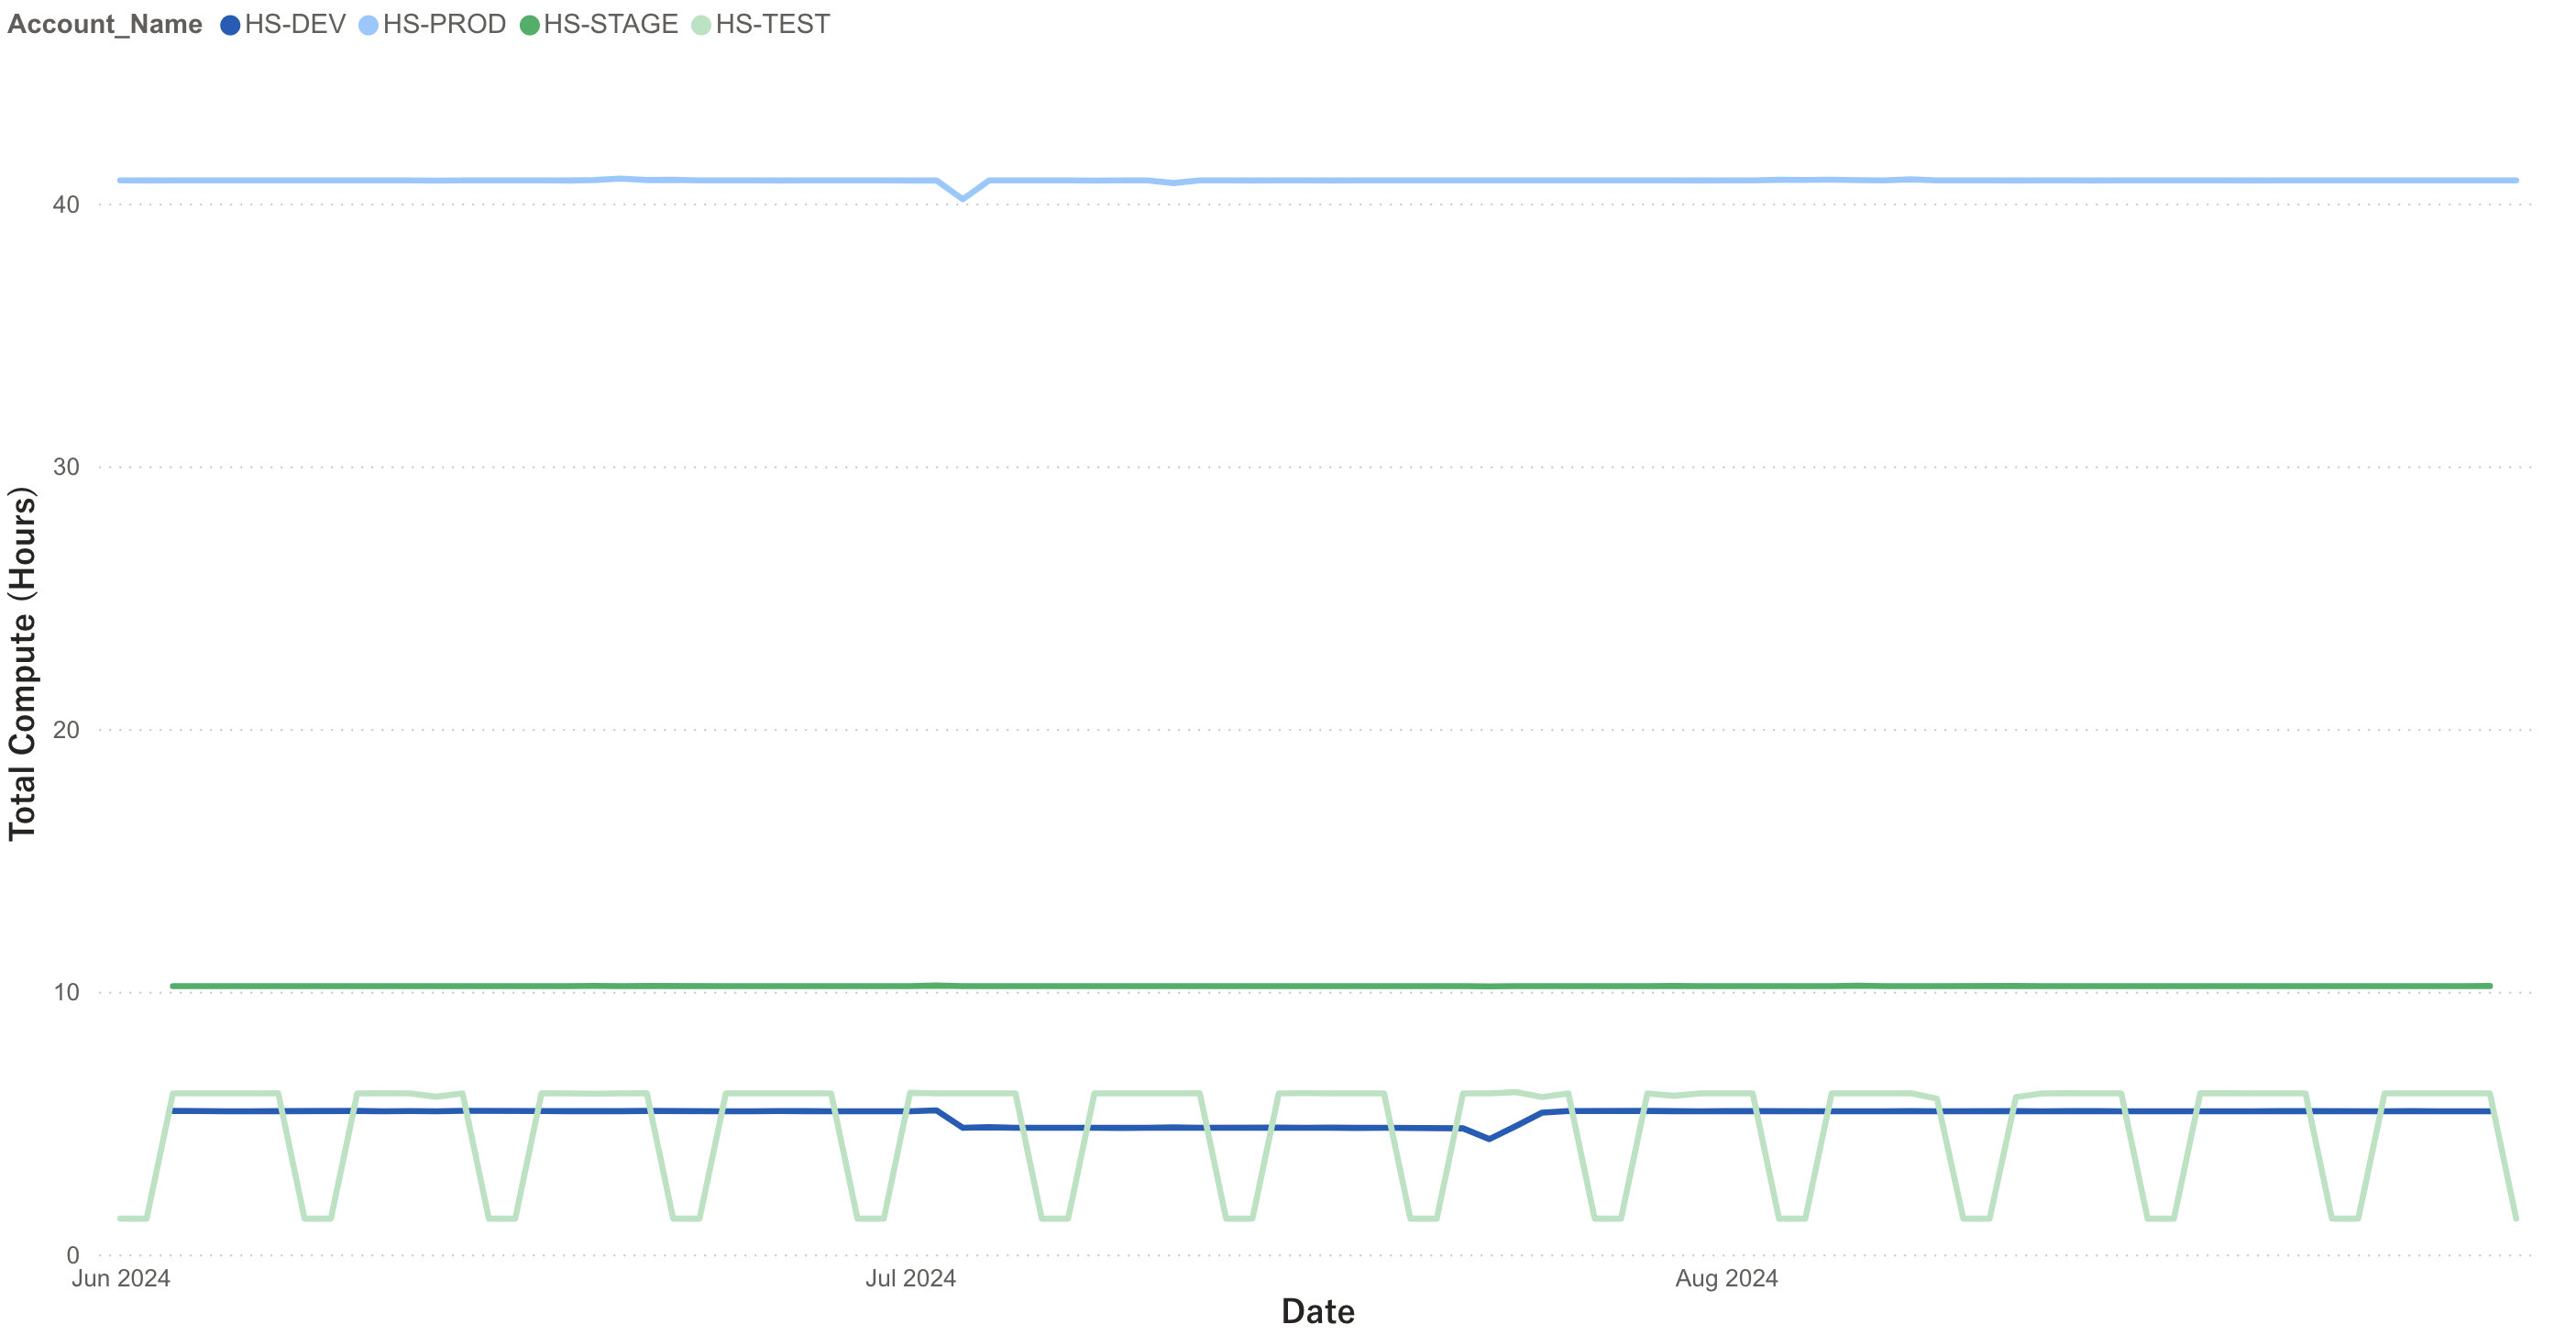 Account_Name HS-DEV HS-PROD HS-STAGE HS-TEST
Total Compute (Hours)
40
30
20
10
0
Jun 2024 Jul 2024 Aug 2024
Date